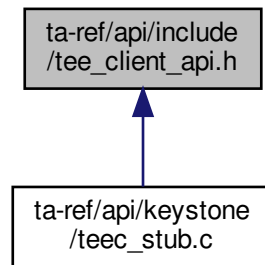 ta-ref/api/include
/tee_client_api.h
ta-ref/api/keystone
/teec_stub.c